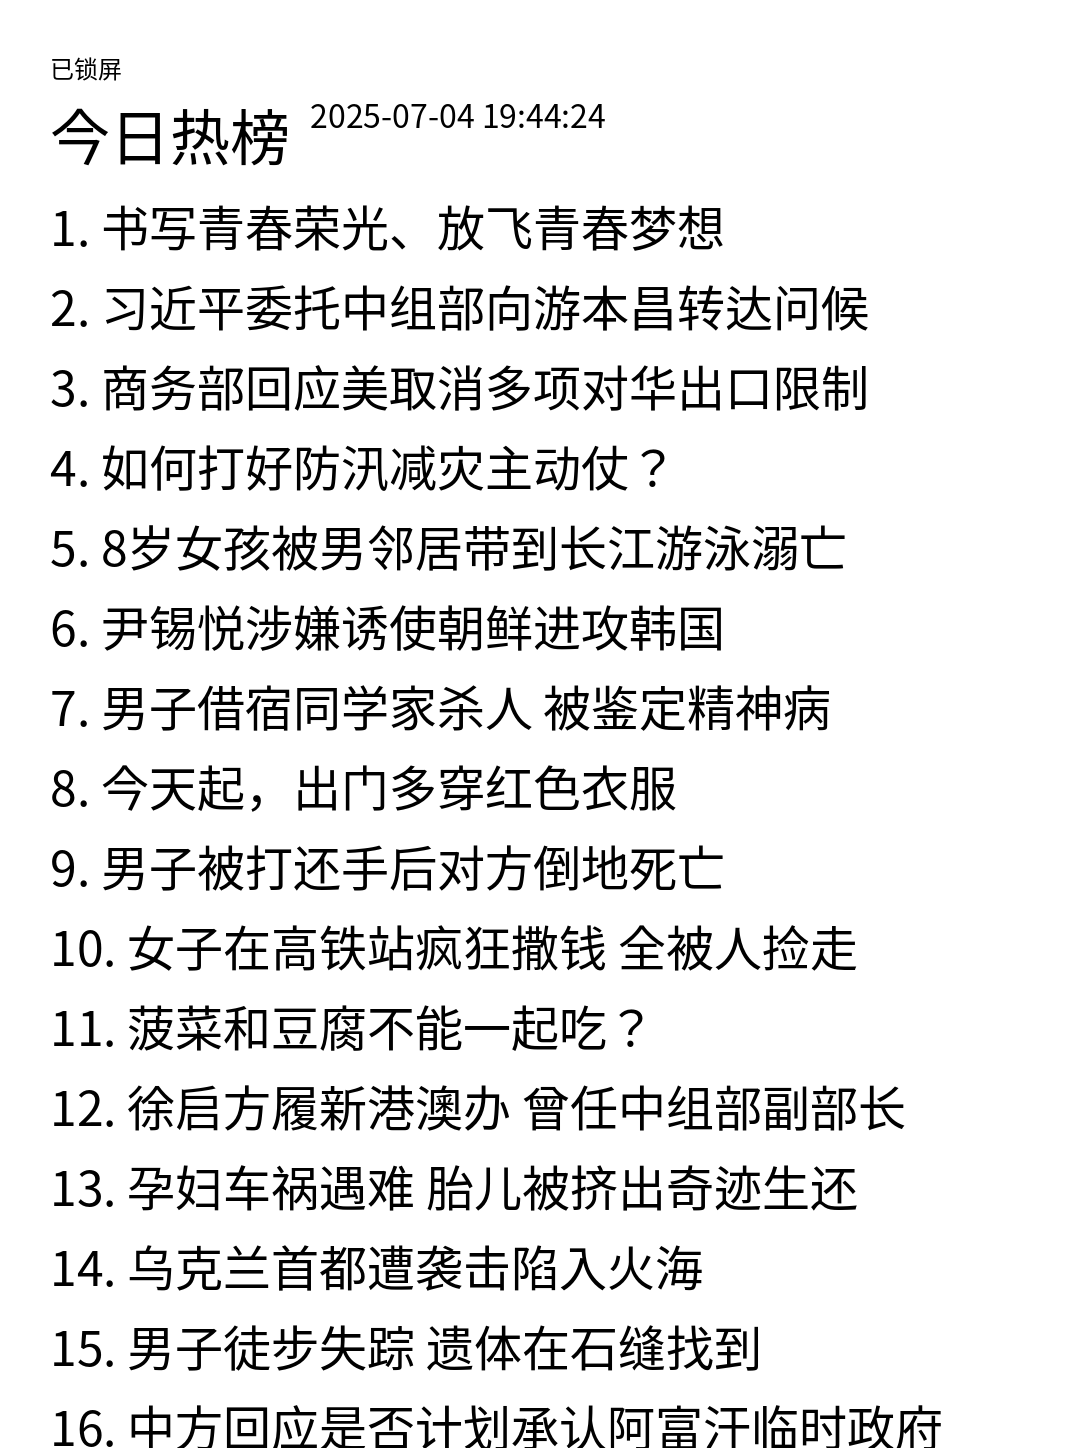 已锁屏
今日热榜 2025-07-04 19:44:24
1. 书写青春荣光、放飞青春梦想
2. 习近平委托中组部向游本昌转达问候
3. 商务部回应美取消多项对华出口限制
4. 如何打好防汛减灾主动仗？
5. 8岁女孩被男邻居带到长江游泳溺亡
6. 尹锡悦涉嫌诱使朝鲜进攻韩国
7. 男子借宿同学家杀人 被鉴定精神病
8. 今天起，出门多穿红色衣服
9. 男子被打还手后对方倒地死亡
10. 女子在高铁站疯狂撒钱 全被人捡走
11. 菠菜和豆腐不能一起吃？
12. 徐启方履新港澳办 曾任中组部副部长
13. 孕妇车祸遇难 胎儿被挤出奇迹生还
14. 乌克兰首都遭袭击陷入火海
15. 男子徒步失踪 遗体在石缝找到
16. 中方回应是否计划承认阿富汗临时政府